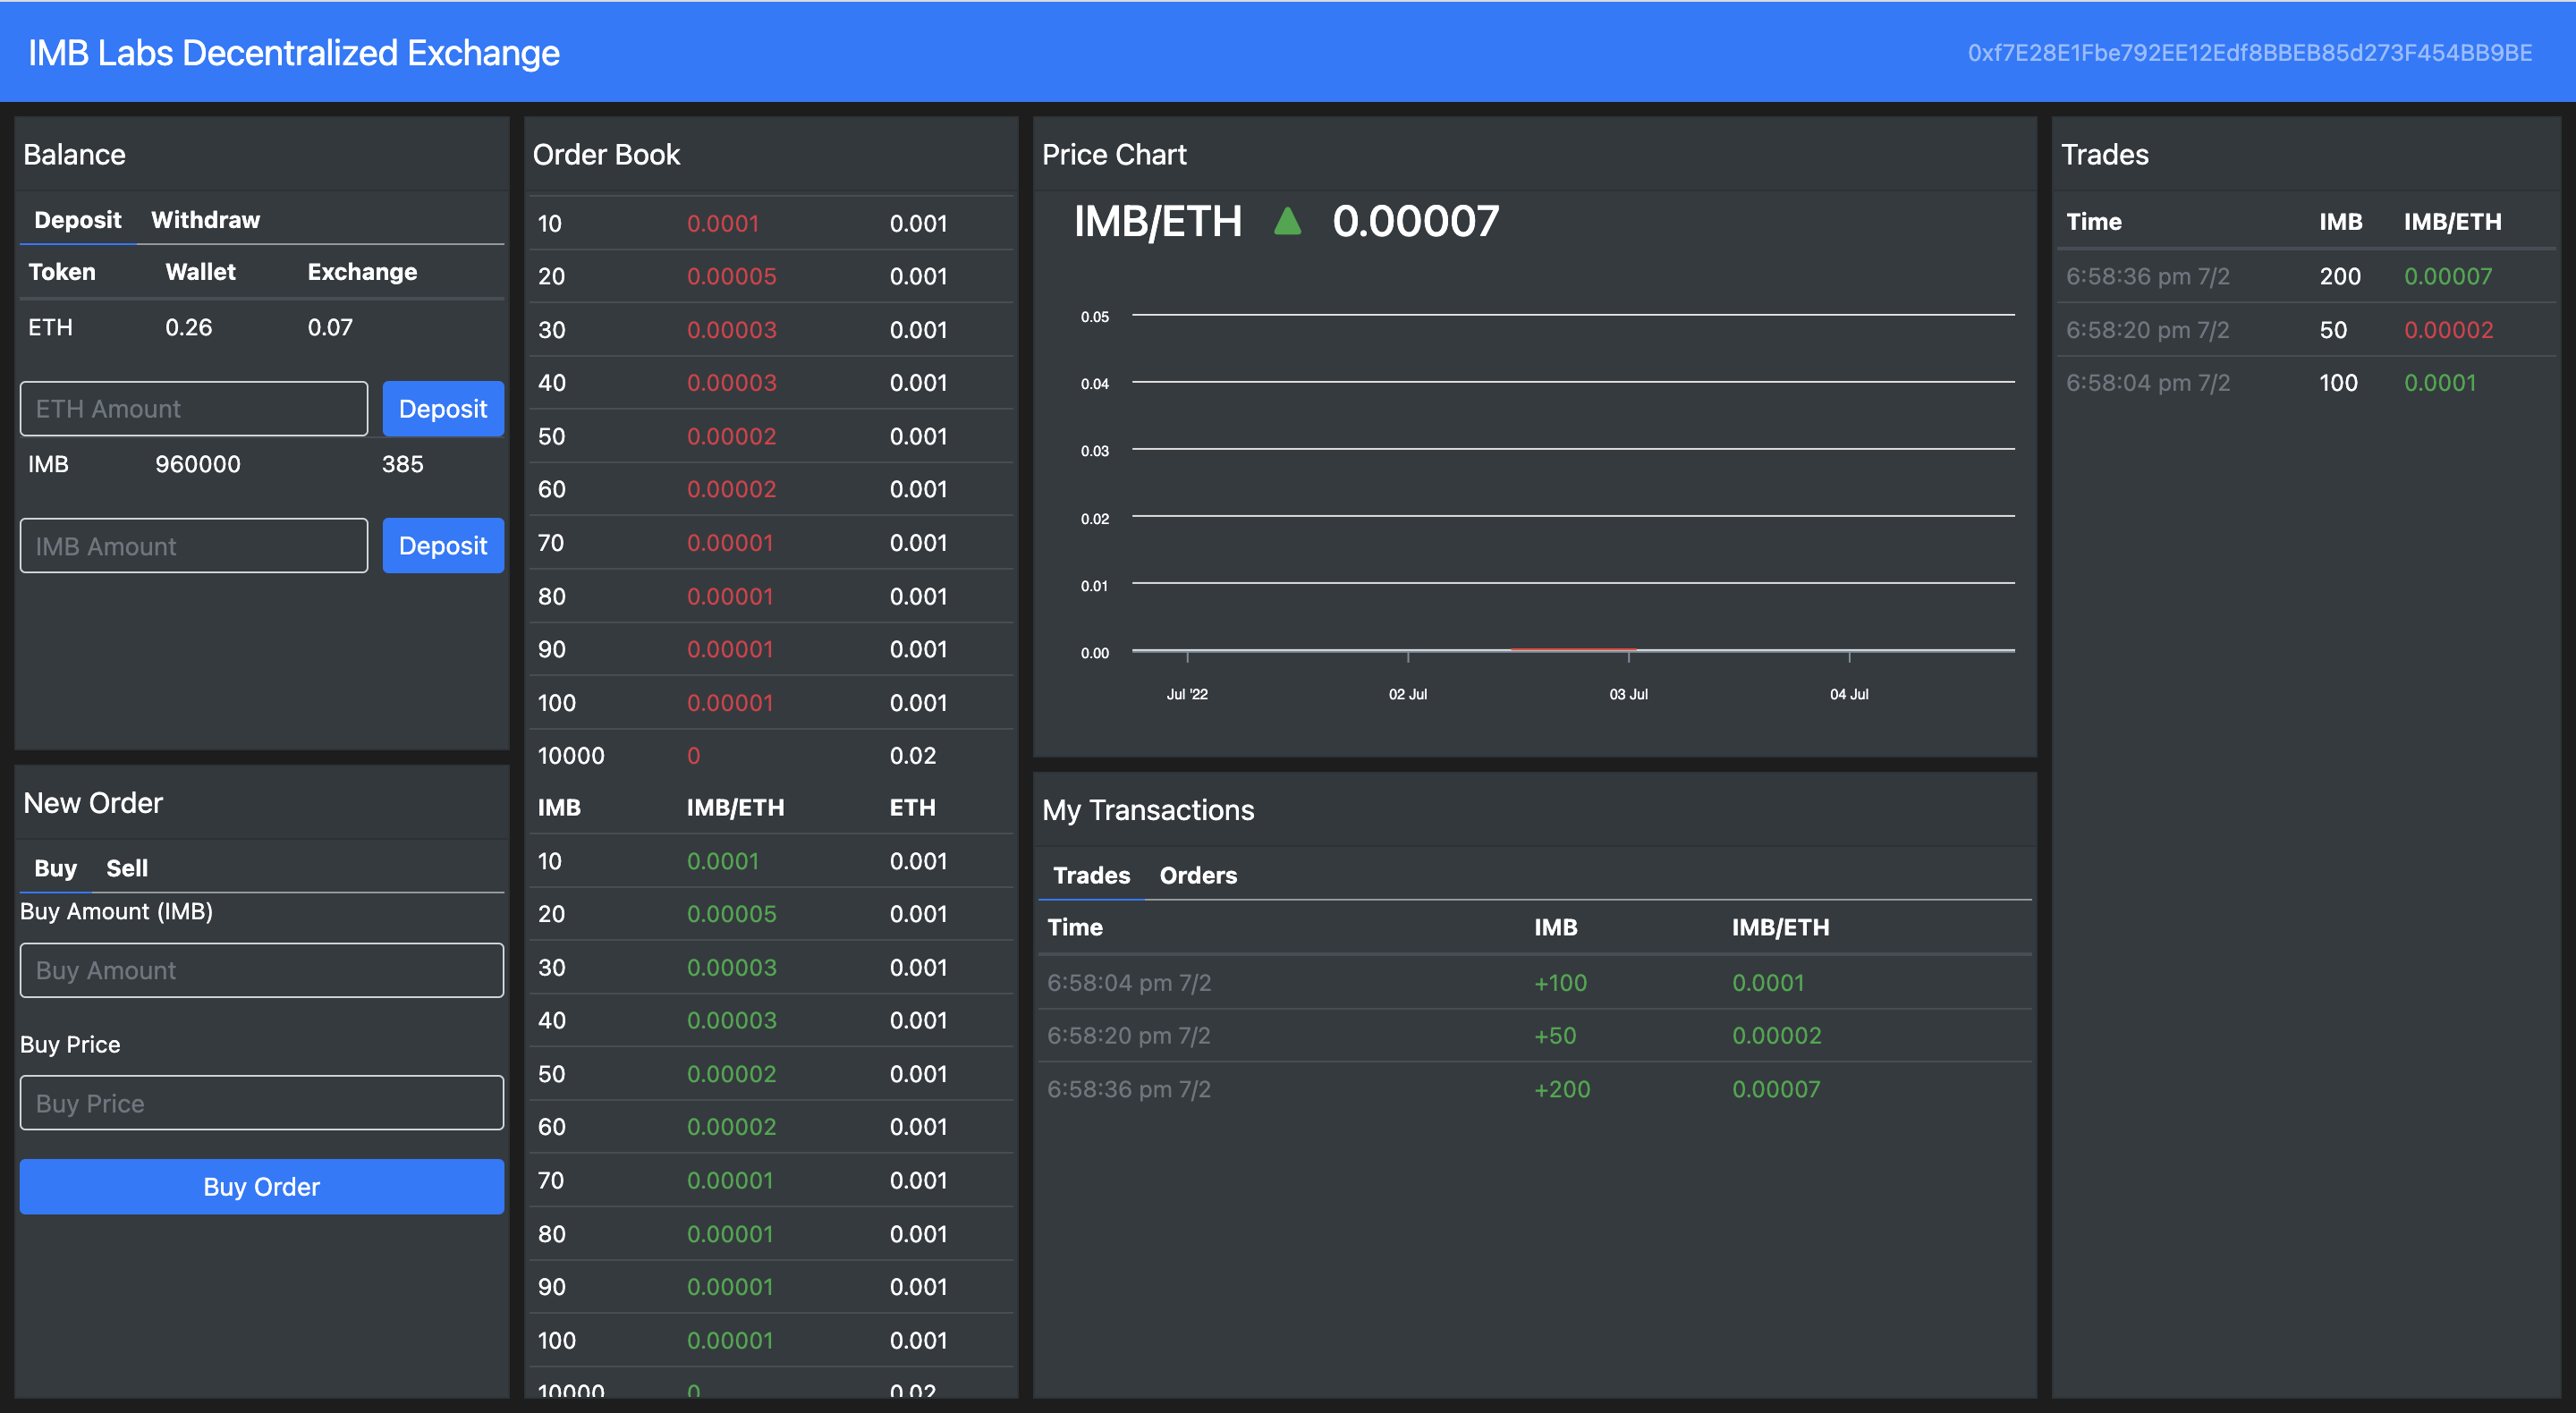 IMB Labs Decentralized Exchange
0xf7E28E1Fbe792EE12Edf8BBEB85d273F454BB9BE
Balance
Deposit Withdraw
Token Wallet Exchange
ETH 0.26 0.07
ETH Amount Deposit
IMB 960000 385
IMB Amount Deposit
New Order
Buy Sell
Buy Amount (IMB)
Buy Amount
Buy Price
Buy Price
Buy Order
Order Book
10 0.0001 0.001
20 0.00005 0.001
30 0.00003 0.001
40 0.00003 0.001
50 0.00002 0.001
60 0.00002 0.001
70 0.00001 0.001
80 0.00001 0.001
90 0.00001 0.001
100 0.00001 0.001
10000 0 0.02
IMB IMB/ETH ETH
10 0.0001 0.001
20 0.00005 0.001
30 0.00003 0.001
40 0.00003 0.001
50 0.00002 0.001
60 0.00002 0.001
70 0.00001 0.001
80 0.00001 0.001
90 0.00001 0.001
100 0.00001 0.001
10000 0 0.02
Price Chart
IMB/ETH ▲ 0.00007
0.05
0.04
0.03
0.02
0.01
0.00
Jul '22 02 Jul 03 Jul 04 Jul
My Transactions
Trades Orders
Time IMB IMB/ETH
6:58:04 pm 7/2 +100 0.0001
6:58:20 pm 7/2 +50 0.00002
6:58:36 pm 7/2 +200 0.00007
Trades
Time IMB IMB/ETH
6:58:36 pm 7/2 200 0.00007
6:58:20 pm 7/2 50 0.00002
6:58:04 pm 7/2 100 0.0001